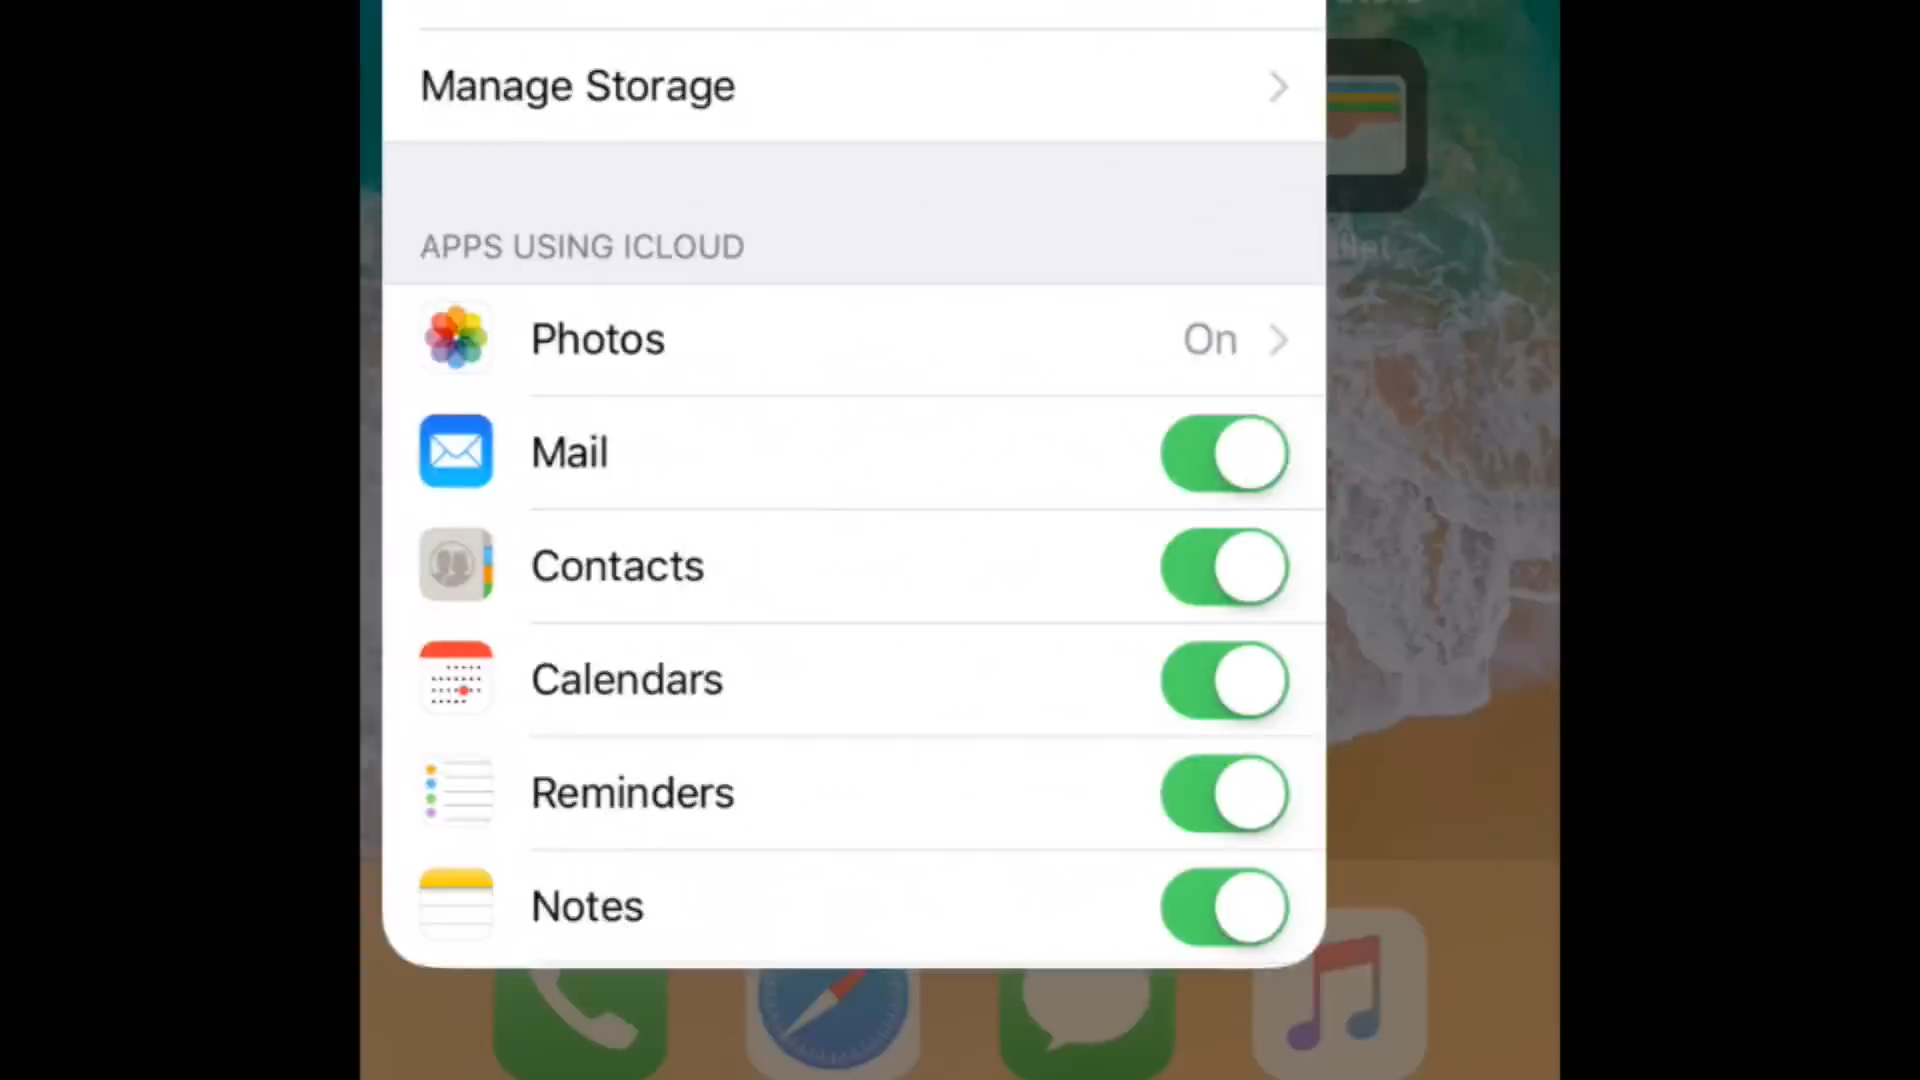 Manage Storage
APPS USING ICLOUD
Photos
On
Mail
Contacts
Calendars
Reminders
Notes